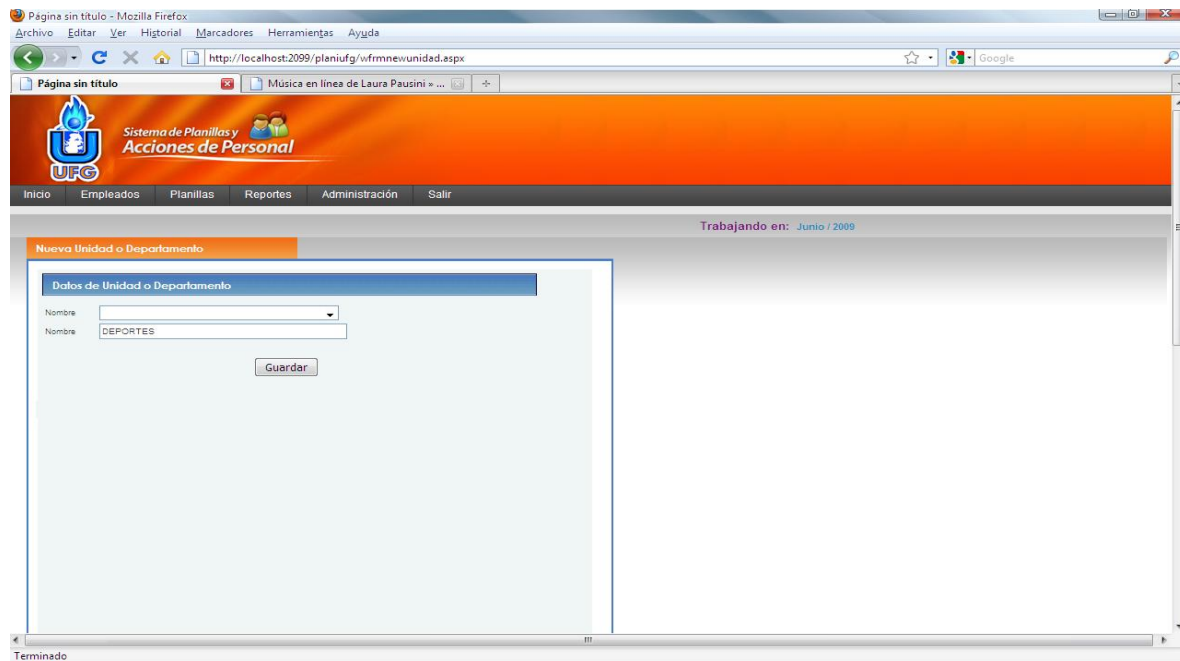 Página sin título - Mozilla Firefox
Archivo Editar Ver Historial Marcadores Herramientas Ayuda
http://localhost:2099/planiufg/wfrmnewunidad.aspx
Google
Página sin título
Música en línea de Laura Pausini » ...
UFG
Sistema de Planillas y
Acciones de Personal
Inicio Empleados Planillas Reportes Administración Salir
Trabajando en: Junio / 2009
Nueva Unidad o Departamento
Datos de Unidad o Departamento
Nombre
Nombre DEPORTES
Guardar
Terminado